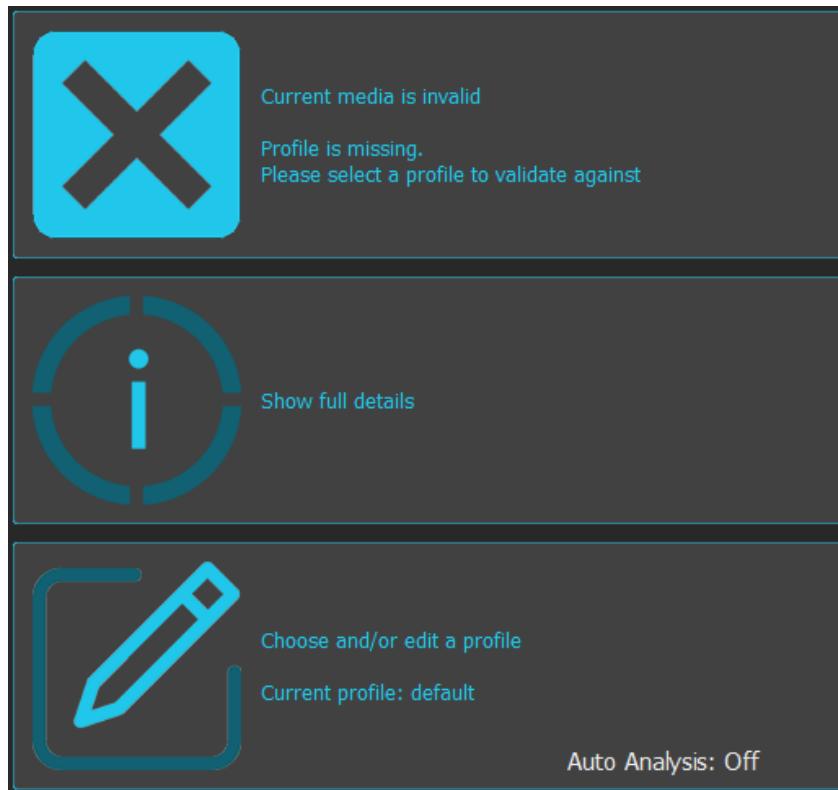 Current media is invalid
Profile is missing.
Please select a profile to validate against
Show full details
Choose and/or edit a profile
Current profile: default
Auto Analysis: Off